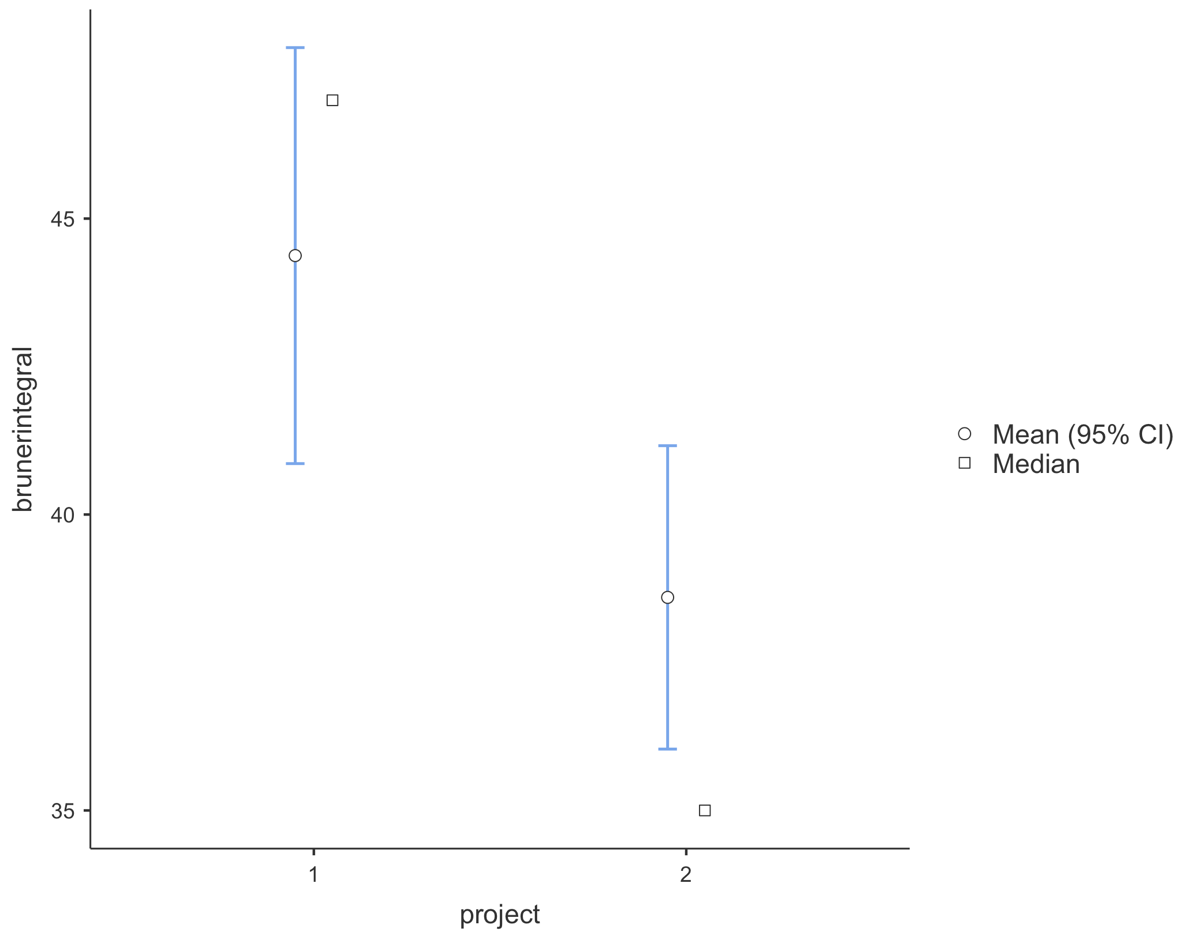 45
40
35
brunerintegral
1
2
project
Mean (95% CI)
Median